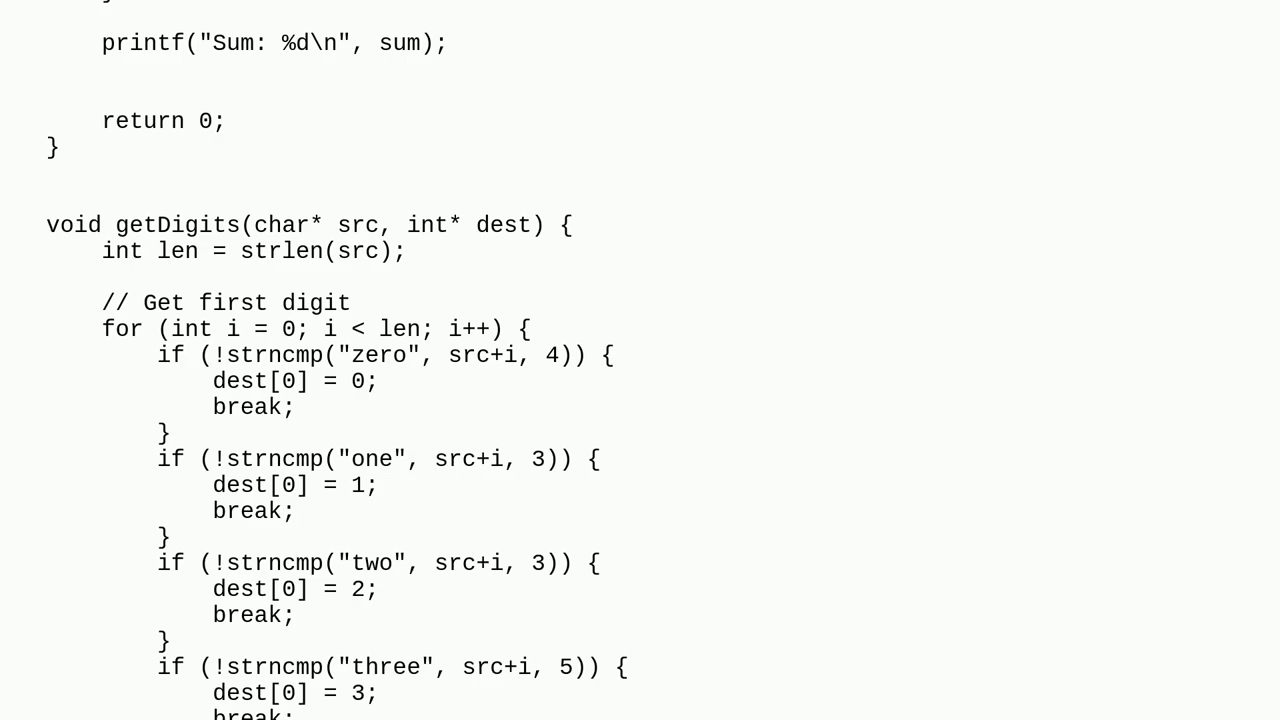 }
    printf("Sum: %d\n", sum);
    return 0;
}
void getDigits(char* src, int* dest) {
    int len = strlen(src);
    // Get first digit
    for (int i = 0; i < len; i++) {
        if (!strncmp("zero", src+i, 4)) {
            dest[0] = 0;
            break;
        }
        if (!strncmp("one", src+i, 3)) {
            dest[0] = 1;
            break;
        }
        if (!strncmp("two", src+i, 3)) {
            dest[0] = 2;
            break;
        }
        if (!strncmp("three", src+i, 5)) {
            dest[0] = 3;
            break;